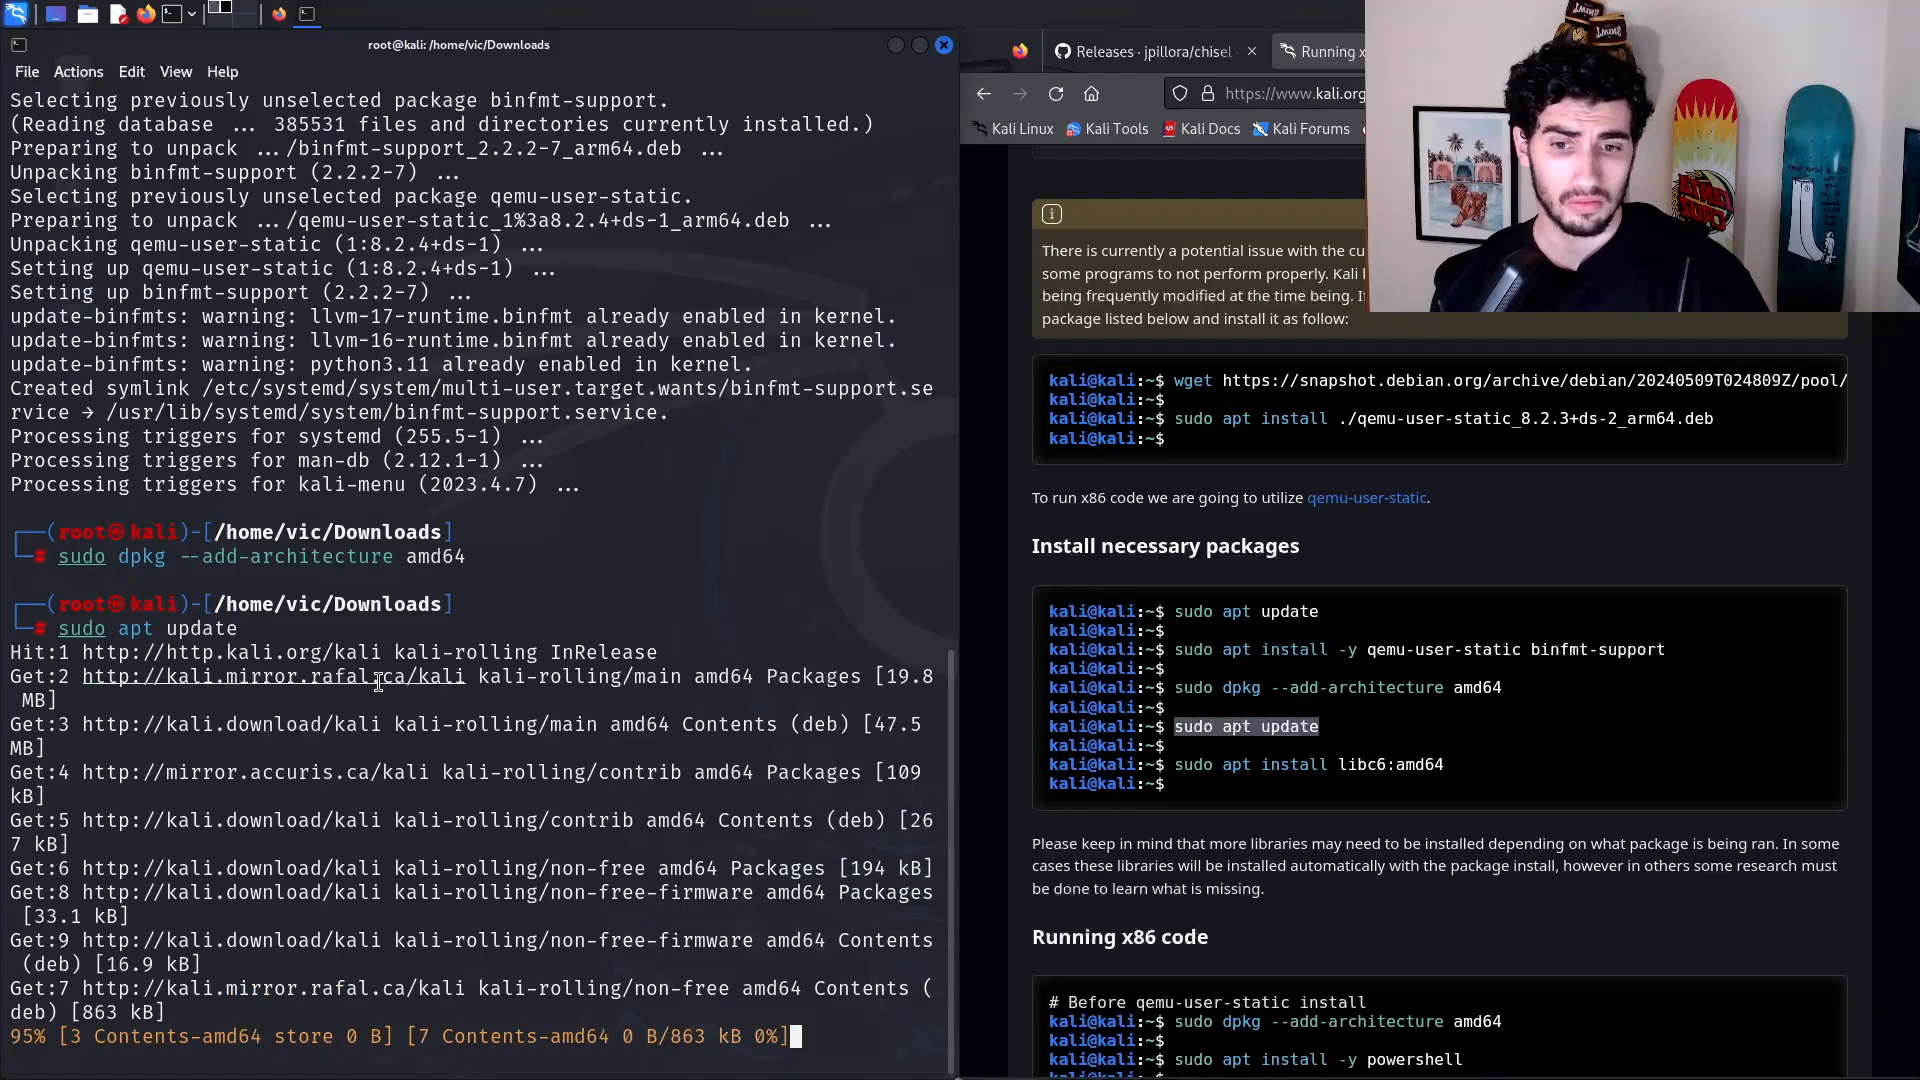 root@kali: /home/vic/Downloads
File Actions Edit View Help
Selecting previously unselected package binfmt-support.
(Reading database ... 385531 files and directories currently installed.)
Preparing to unpack .../binfmt-support_2.2.2-7_arm64.deb ...
Unpacking binfmt-support (2.2.2-7) ...
Selecting previously unselected package qemu-user-static.
Preparing to unpack .../qemu-user-static_1%3a8.2.4+ds-1_arm64.deb ...
Unpacking qemu-user-static (1:8.2.4+ds-1) ...
Setting up qemu-user-static (1:8.2.4+ds-1) ...
Setting up binfmt-support (2.2.2-7) ...
update-binfmts: warning: llvm-17-runtime.binfmt already enabled in kernel.
update-binfmts: warning: llvm-16-runtime.binfmt already enabled in kernel.
update-binfmts: warning: python3.11 already enabled in kernel.
Created symlink /etc/systemd/system/multi-user.target.wants/binfmt-support.se
rvice → /usr/lib/systemd/system/binfmt-support.service.
Processing triggers for systemd (255.5-1) ...
Processing triggers for man-db (2.12.1-1) ...
Processing triggers for kali-menu (2023.4.7) ...
┌──(root㉿kali)-[/home/vic/Downloads]
└─# sudo dpkg --add-architecture amd64
┌──(root㉿kali)-[/home/vic/Downloads]
└─# sudo apt update
Hit:1 http://http.kali.org/kali kali-rolling InRelease
Get:2 http://kali.mirror.rafal.ca/kali kali-rolling/main amd64 Packages [19.8
MB]
Get:3 http://kali.download/kali kali-rolling/main amd64 Contents (deb) [47.5
MB]
Get:4 http://mirror.accuris.ca/kali kali-rolling/contrib amd64 Packages [109
kB]
Get:5 http://kali.download/kali kali-rolling/contrib amd64 Contents (deb) [26
7 kB]
Get:6 http://kali.download/kali kali-rolling/non-free amd64 Packages [194 kB]
Get:8 http://kali.download/kali kali-rolling/non-free-firmware amd64 Packages
[33.1 kB]
Get:9 http://kali.download/kali kali-rolling/non-free-firmware amd64 Contents
(deb) [16.9 kB]
Get:7 http://kali.mirror.rafal.ca/kali kali-rolling/non-free amd64 Contents (
deb) [863 kB]
95% [3 Contents-amd64 store 0 B] [7 Contents-amd64 0 B/863 kB 0%]
Releases · jpillora/chisel
Running x
https://www.kali.org
Kali Linux Kali Tools Kali Docs Kali Forums
There is currently a potential issue with the cu
some programs to not perform properly. Kali
being frequently modified at the time being.
package listed below and install it as follow:
kali@kali:~$ wget https://snapshot.debian.org/archive/debian/20240509T024809Z/pool/
kali@kali:~$
kali@kali:~$ sudo apt install ./qemu-user-static_8.2.3+ds-2_arm64.deb
kali@kali:~$
To run x86 code we are going to utilize qemu-user-static.
Install necessary packages
kali@kali:~$ sudo apt update
kali@kali:~$
kali@kali:~$ sudo apt install -y qemu-user-static binfmt-support
kali@kali:~$
kali@kali:~$ sudo dpkg --add-architecture amd64
kali@kali:~$
kali@kali:~$ sudo apt update
kali@kali:~$
kali@kali:~$ sudo apt install libc6:amd64
kali@kali:~$
Please keep in mind that more libraries may need to be installed depending on what package is being ran. In some
cases these libraries will be installed automatically with the package install, however in others some research must
be done to learn what is missing.
Running x86 code
# Before qemu-user-static install
kali@kali:~$ sudo dpkg --add-architecture amd64
kali@kali:~$
kali@kali:~$ sudo apt install -y powershell